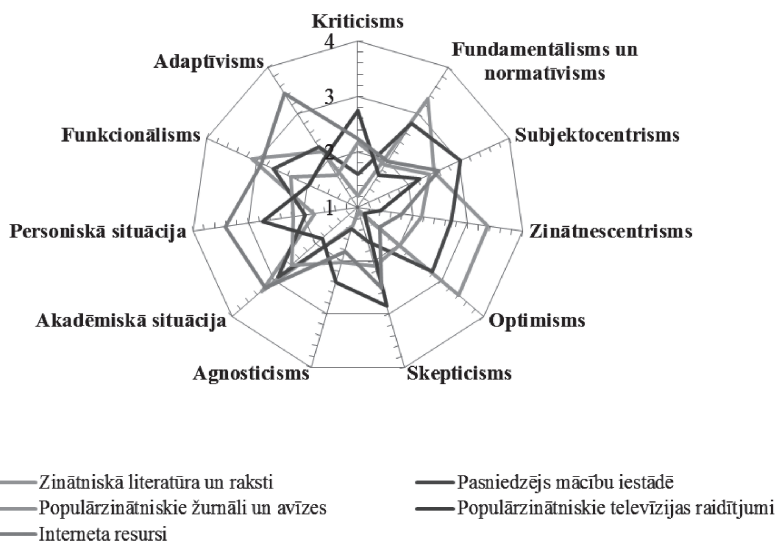 Kriticisms
Fundamentālisms un
normatīvisms
Subjektocentrisms
Zinātnescentrisms
Optimisms
Skepticisms
Agnosticisms
Akadēmiskā situācija
Personiskā situācija
Funkcionālisms
Adaptīvisms
4
3
2
1
Zinātniskā literatūra un raksti
Pasniedzējs mācību iestādē
Populārzinātniskie žurnāli un avīzes
Populārzinātniskie televīzijas raidītjumi
Interneta resursi